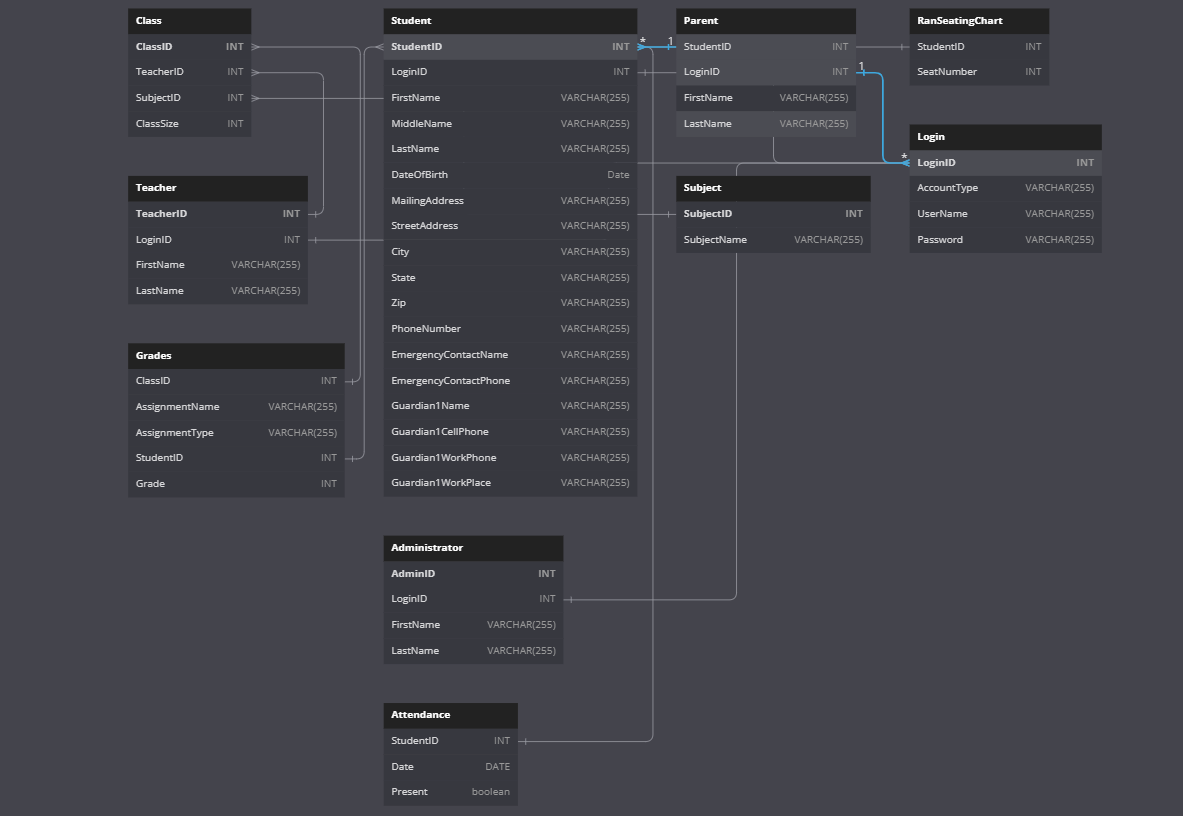 Class
ClassID INT
TeacherID INT
SubjectID INT
ClassSize INT
Teacher
TeacherID INT
LoginID INT
FirstName VARCHAR(255)
LastName VARCHAR(255)
Grades
ClassID INT
AssignmentName VARCHAR(255)
AssignmentType VARCHAR(255)
StudentID INT
Grade INT
Student
StudentID INT
LoginID INT
FirstName VARCHAR(255)
MiddleName VARCHAR(255)
LastName VARCHAR(255)
DateOfBirth Date
MailingAddress VARCHAR(255)
StreetAddress VARCHAR(255)
City VARCHAR(255)
State VARCHAR(255)
Zip VARCHAR(255)
PhoneNumber VARCHAR(255)
EmergencyContactName VARCHAR(255)
EmergencyContactPhone VARCHAR(255)
Guardian1Name VARCHAR(255)
Guardian1CellPhone VARCHAR(255)
Guardian1WorkPhone VARCHAR(255)
Guardian1WorkPlace VARCHAR(255)
Administrator
AdminID INT
LoginID INT
FirstName VARCHAR(255)
LastName VARCHAR(255)
Attendance
StudentID INT
Date DATE
Present boolean
* 1
Parent
StudentID INT
LoginID INT
FirstName VARCHAR(255)
LastName VARCHAR(255)
1
*
Subject
SubjectID INT
SubjectName VARCHAR(255)
RanSeatingChart
StudentID INT
SeatNumber INT
Login
LoginID INT
AccountType VARCHAR(255)
UserName VARCHAR(255)
Password VARCHAR(255)